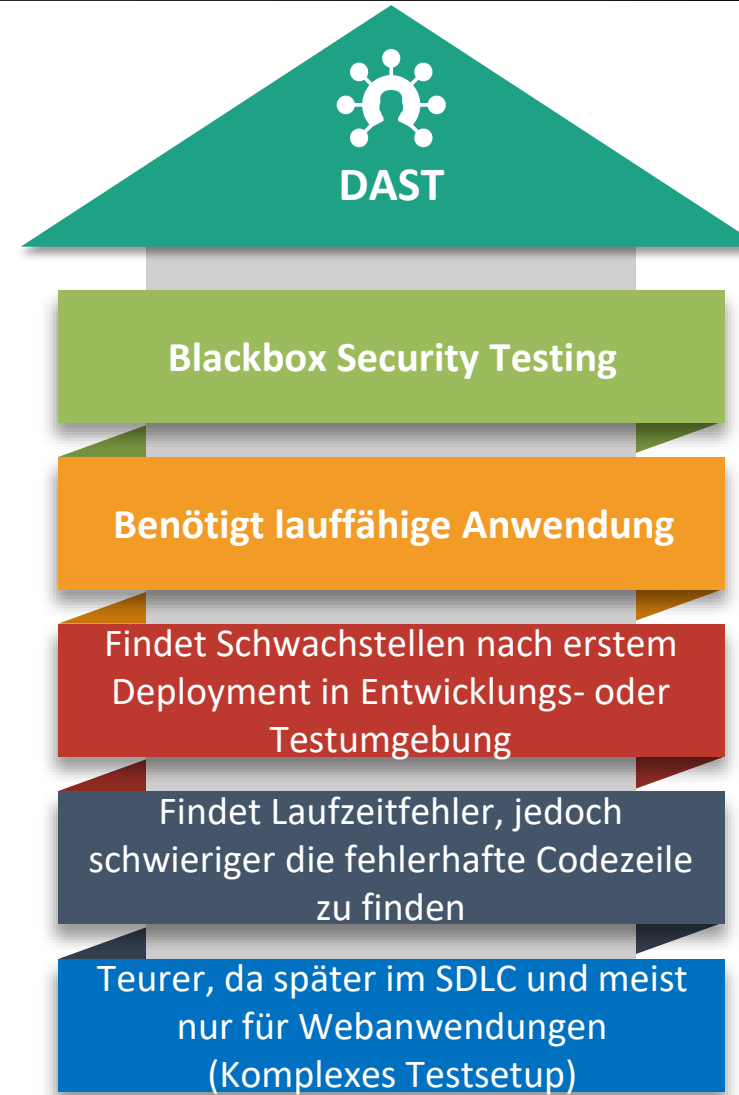 DAST
Blackbox Security Testing
Benötigt lauffähige Anwendung
Findet Schwachstellen nach erstem
Deployment in Entwicklungs- oder
Testumgebung
Findet Laufzeitfehler, jedoch
schwieriger die fehlerhafte Codezeile
zu finden
Teurer, da später im SDLC und meist
nur für Webanwendungen
(Komplexes Testsetup)